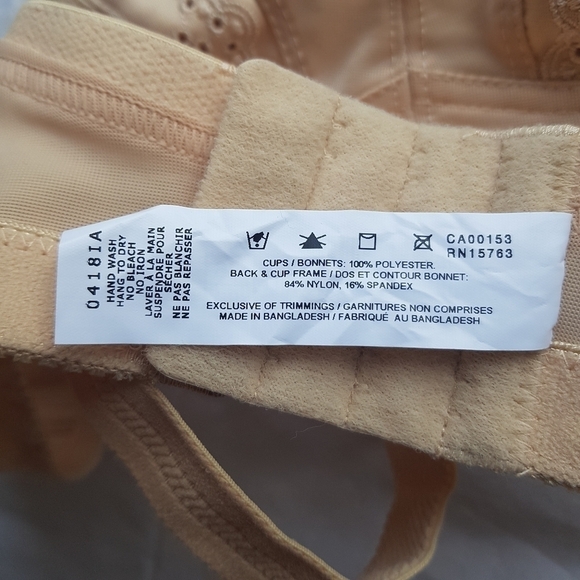 0418IA
HAND WASH
HANG TO DRY
NO BLEACH
NO IRON
LAVER À LA MAIN
SUSPENDRE POUR
SÉCHER
NE PAS BLANCHIR
NE PAS REPASSER
CA00153
RN15763
CUPS / BONNETS: 100% POLYESTER.
BACK & CUP FRAME / DOS ET CONTOUR BONNET:
84% NYLON, 16% SPANDEX
EXCLUSIVE OF TRIMMINGS / GARNITURES NON COMPRISES
MADE IN BANGLADESH / FABRIQUÉ AU BANGLADESH